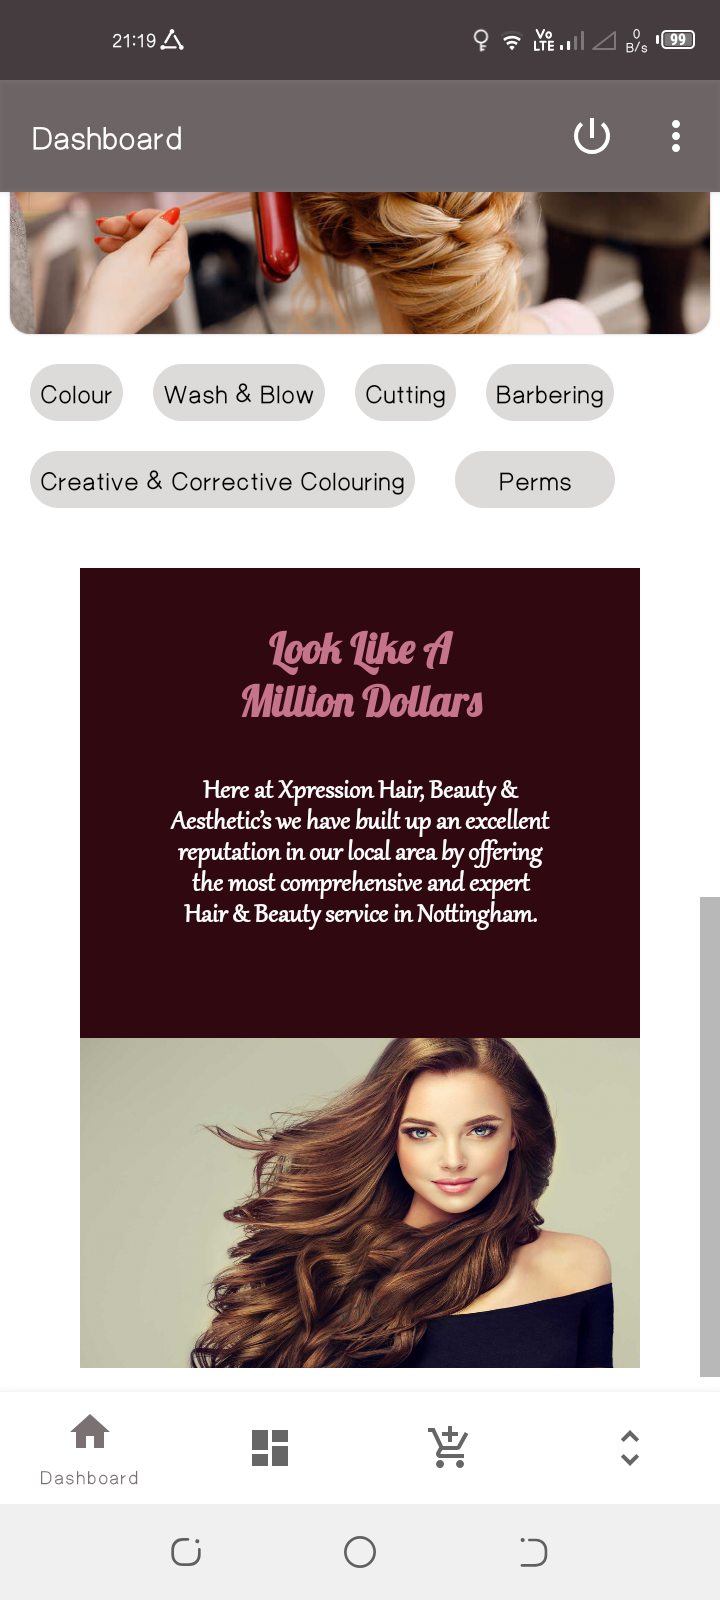 21:19
Vo
LTE
0
B/s
99
Dashboard
Colour
Wash & Blow
Cutting
Barbering
Creative & Corrective Colouring
Perms
Look Like A
Million Dollars
Here at Xpression Hair, Beauty &
Aesthetic's we have built up an excellent
reputation in our local area by offering
the most comprehensive and expert
Hair & Beauty service in Nottingham.
Dashboard